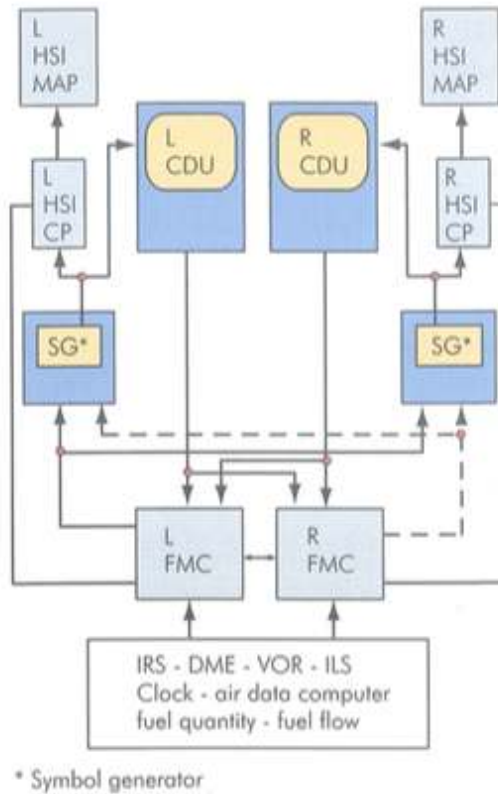 L
HSI
MAP
R
HSI
MAP
L
CDU
R
CDU
L
HSI
CP
R
HSI
CP
SG*
SG*
L
FMC
R
FMC
IRS - DME - VOR - ILS
Clock - air data computer
fuel quantity - fuel flow
* Symbol generator